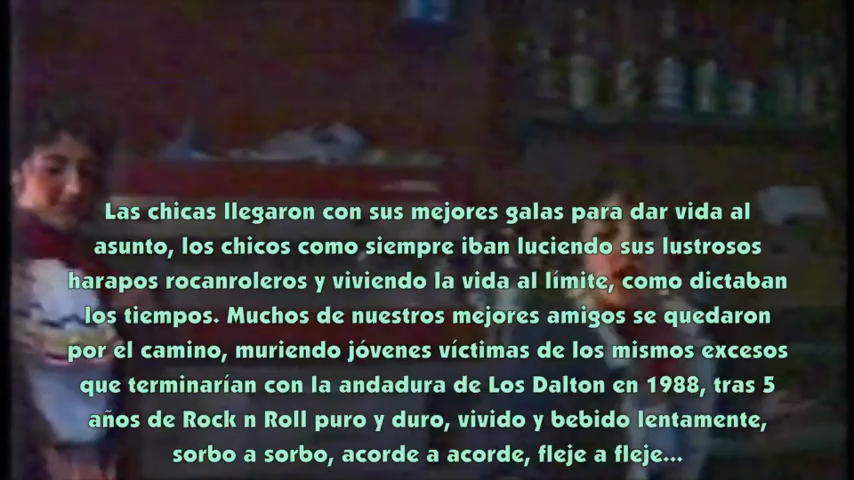 Las chicas llegaron con sus mejores galas para dar vida al
asunto, los chicos como siempre iban luciendo sus lustrosos
harapos rocanroleros y viviendo la vida al límite, como dictaban
los tiempos. Muchos de nuestros mejores amigos se quedaron
por el camino, muriendo jóvenes víctimas de los mismos excesos
que terminarían con la andadura de Los Dalton en 1988, tras 5
años de Rock n Roll puro y duro, vivido y bebido lentamente,
sorbo a sorbo, acorde a acorde, fleje a fleje...